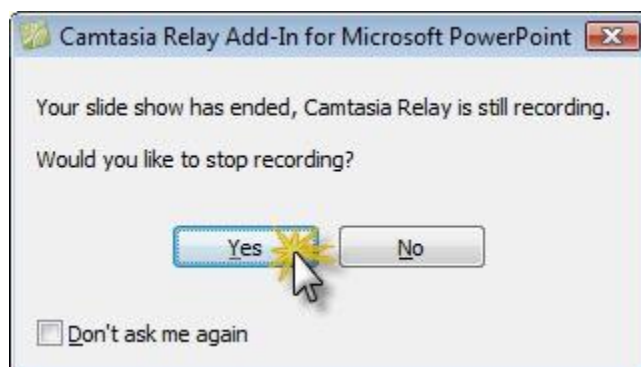 Camtasia Relay Add-In for Microsoft PowerPoint
Your slide show has ended, Camtasia Relay is still recording.
Would you like to stop recording?
Yes No
Don't ask me again